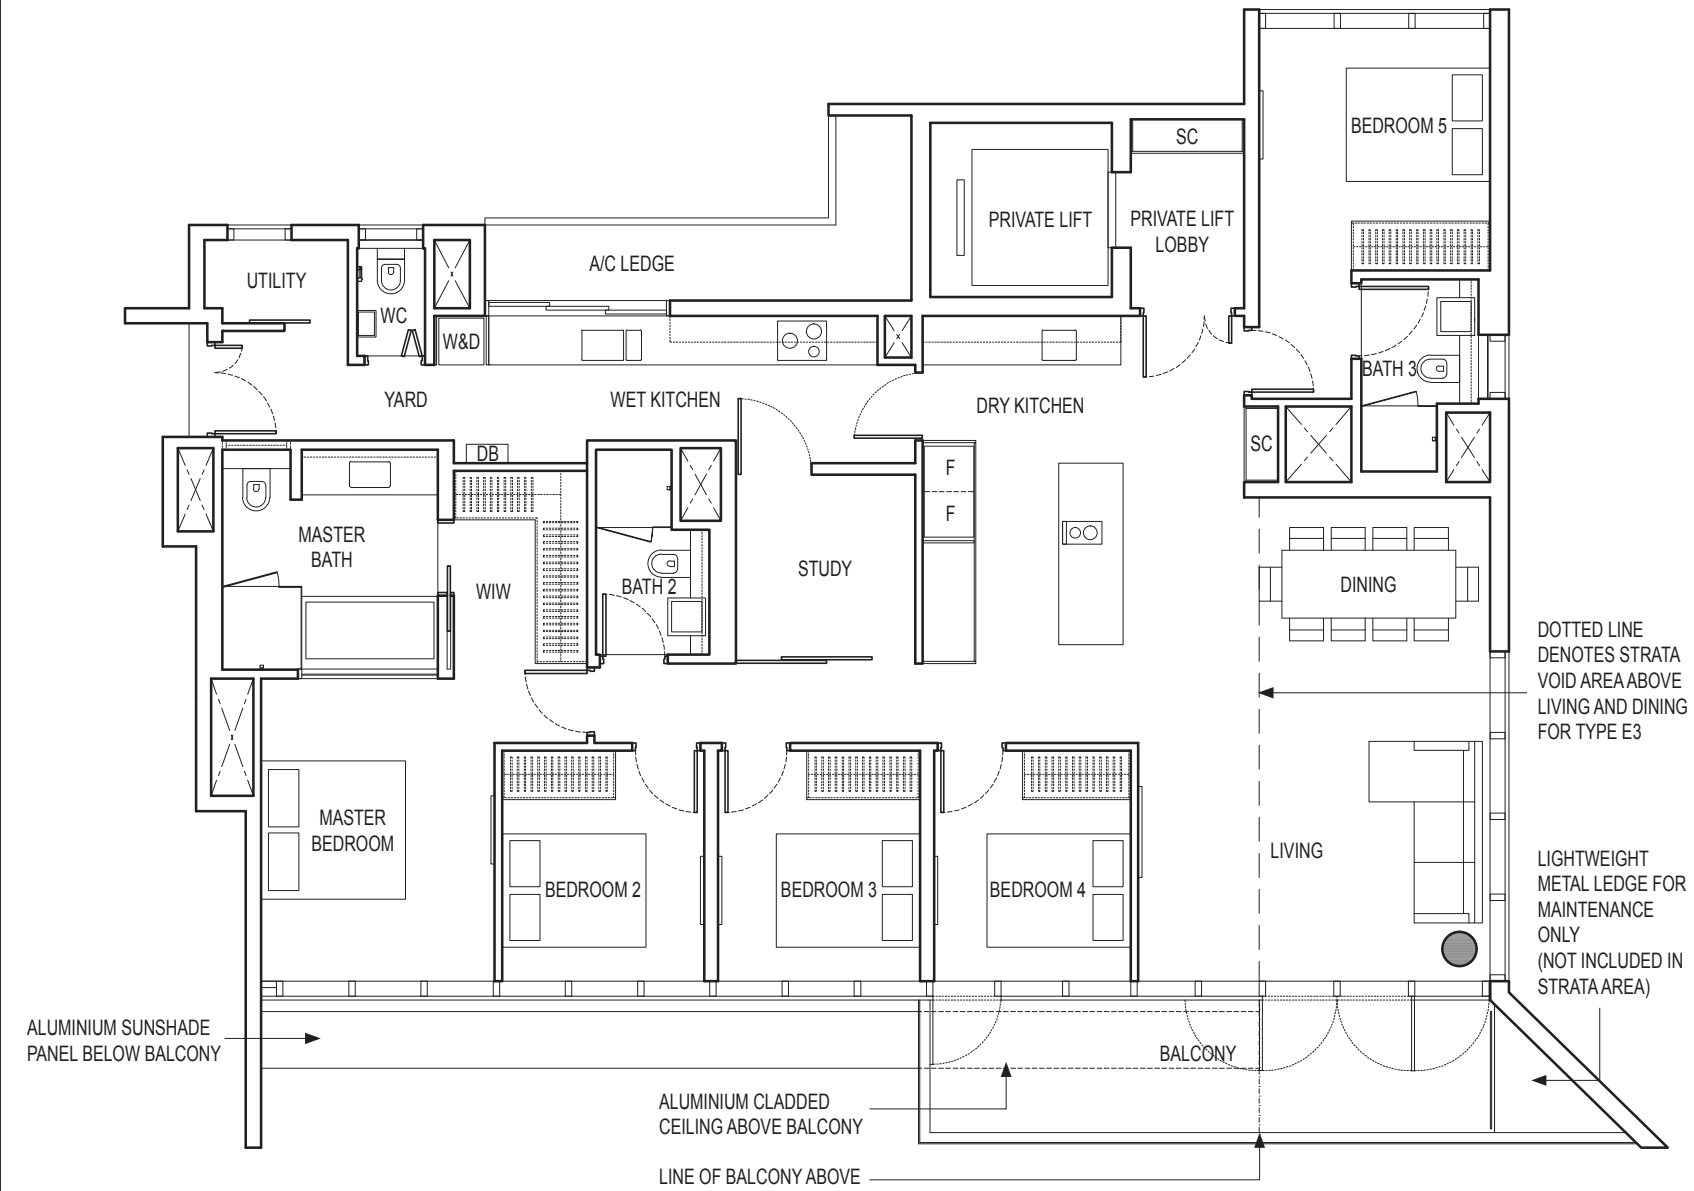 SC
BEDROOM 5
PRIVATE LIFT
PRIVATE LIFT
LOBBY
A/C LEDGE
UTILITY
WC
W&D
YARD
WET KITCHEN
DRY KITCHEN
BATH 3
SC
DB
F
F
MASTER
BATH
WIW
BATH 2
STUDY
DINING
DOTTED LINE
DENOTES STRATA
VOID AREA ABOVE
LIVING AND DINING
FOR TYPE E3
MASTER
BEDROOM
BEDROOM 2
BEDROOM 3
BEDROOM 4
LIVING
LIGHTWEIGHT
METAL LEDGE FOR
MAINTENANCE
ONLY
(NOT INCLUDED IN
STRATA AREA)
ALUMINIUM SUNSHADE
PANEL BELOW BALCONY
BALCONY
ALUMINIUM CLADDED
CEILING ABOVE BALCONY
LINE OF BALCONY ABOVE